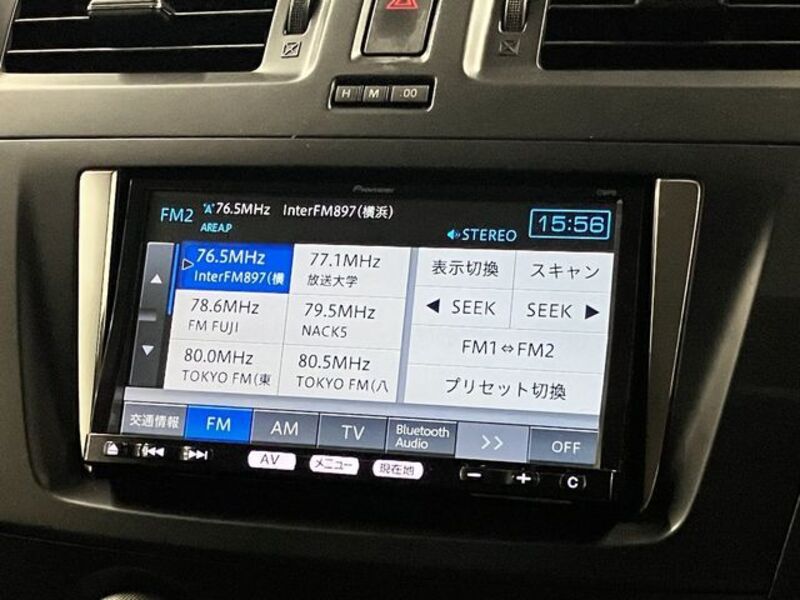 H M :00
Pioneer
FM2 76.5MHz InterFM897(横浜)
AREA.P
STEREO
15:56
76.5MHz
InterFM897(横
77.1MHz
放送大学
78.6MHz
FM FUJI
79.5MHz
NACK5
80.0MHz
TOKYO FM(東
80.5MHz
TOKYO FM(八
表示切換 スキャン
SEEK SEEK
FM1⇔FM2
プリセット切換
交通情報 FM AM TV Bluetooth Audio >> OFF
AV メニュー 現在地 − + C